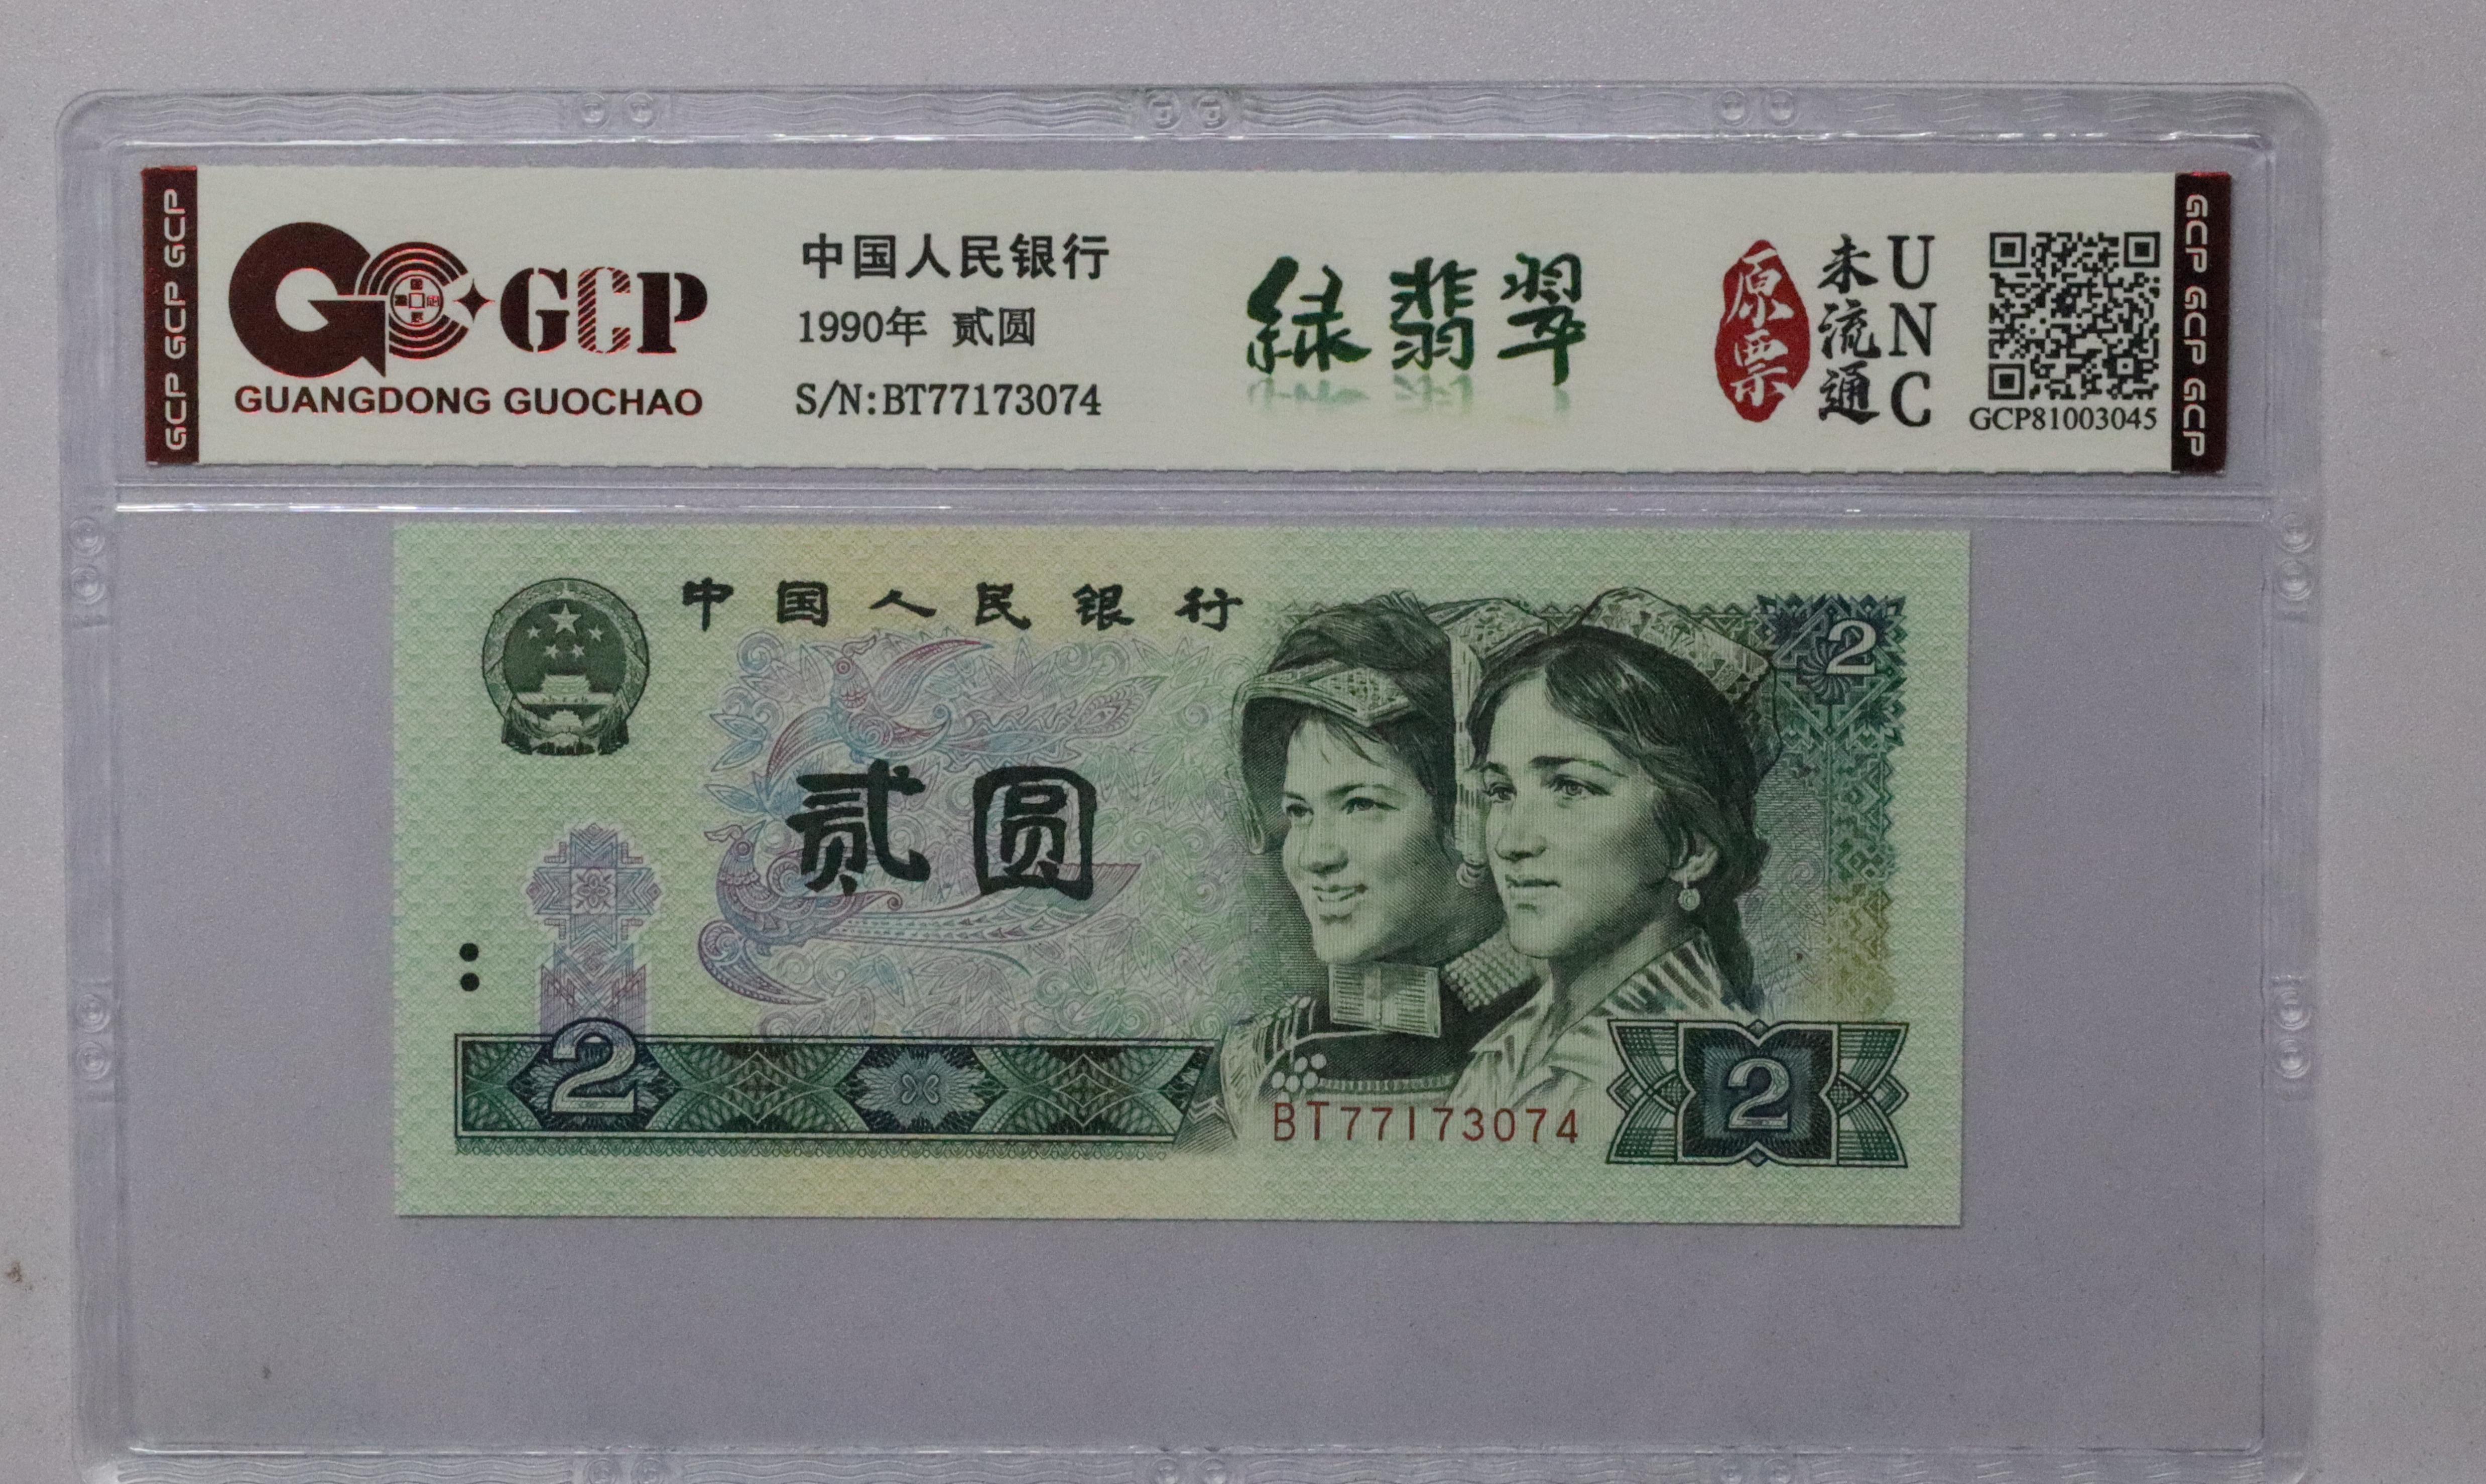 GCP GCP GCP
GCP
GUANGDONG GUOCHAO
中国人民银行
1990年 贰圆
S/N:BT77173074
緑翡翠
原票
未流通
UNC
GCP81003045
GCP GCP GCP
中国人民银行
2
贰圆
2
BT77173074
2